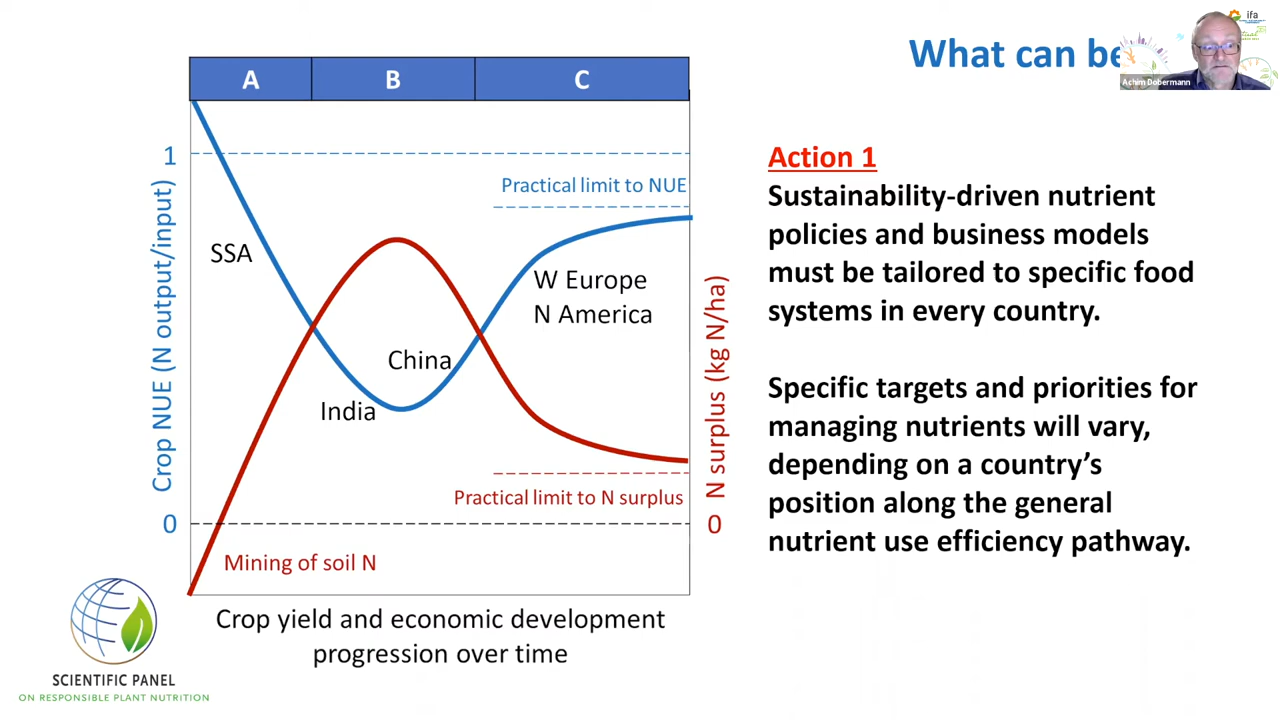 What can be
ifa
Achim Dobermann
A
B
C
1
Practical limit to NUE
SSA
W Europe
N America
China
India
Crop NUE (N output/input)
N surplus (kg N/ha)
Practical limit to N surplus
0
0
Mining of soil N
Crop yield and economic development
progression over time
Action 1
Sustainability-driven nutrient
policies and business models
must be tailored to specific food
systems in every country.
Specific targets and priorities for
managing nutrients will vary,
depending on a country's
position along the general
nutrient use efficiency pathway.
SCIENTIFIC PANEL
ON RESPONSIBLE PLANT NUTRITION